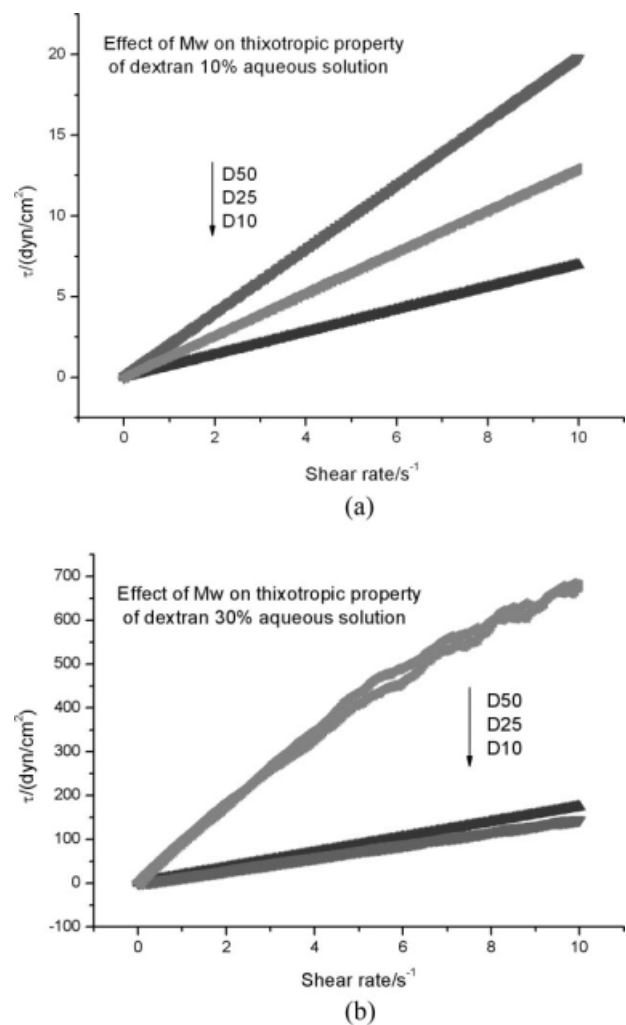 Effect of Mw on thixotropic property
of dextran 10% aqueous solution
20
15
10
5
0
τ/(dyn/cm²)
D50
D25
D10
0 2 4 6 8 10
Shear rate/s⁻¹
(a)
Effect of Mw on thixotropic property
of dextran 30% aqueous solution
700
600
500
400
300
200
100
0
-100
τ/(dyn/cm²)
D50
D25
D10
0 2 4 6 8 10
Shear rate/s⁻¹
(b)